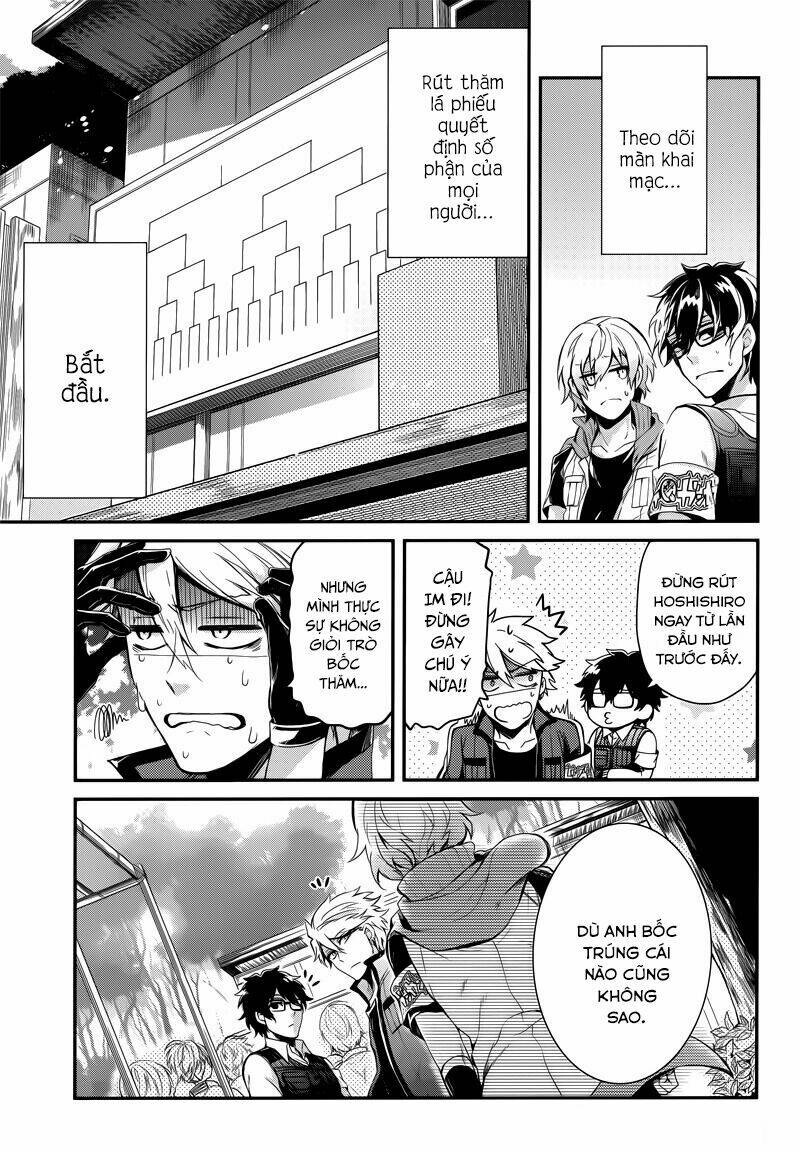 Theo dõi
màn khai
mạc...
Rút thăm
lá phiếu
quyết
định số
phận của
mọi
người...
Bắt
đầu.
ĐỪNG RÚT
HOSHISHIRO
NGAY TỪ LẦN
ĐẦU NHƯ
TRƯỚC ĐẤY.
CẬU
IM ĐI!
ĐỪNG
GÂY
CHÚ Ý
NỮA!!
NHƯNG
MÌNH THỰC
SỰ KHÔNG
GIỎI TRÒ
BỐC
THĂM...
DÙ ANH BỐC
TRÚNG CÁI
NÀO CŨNG
KHÔNG
SAO.